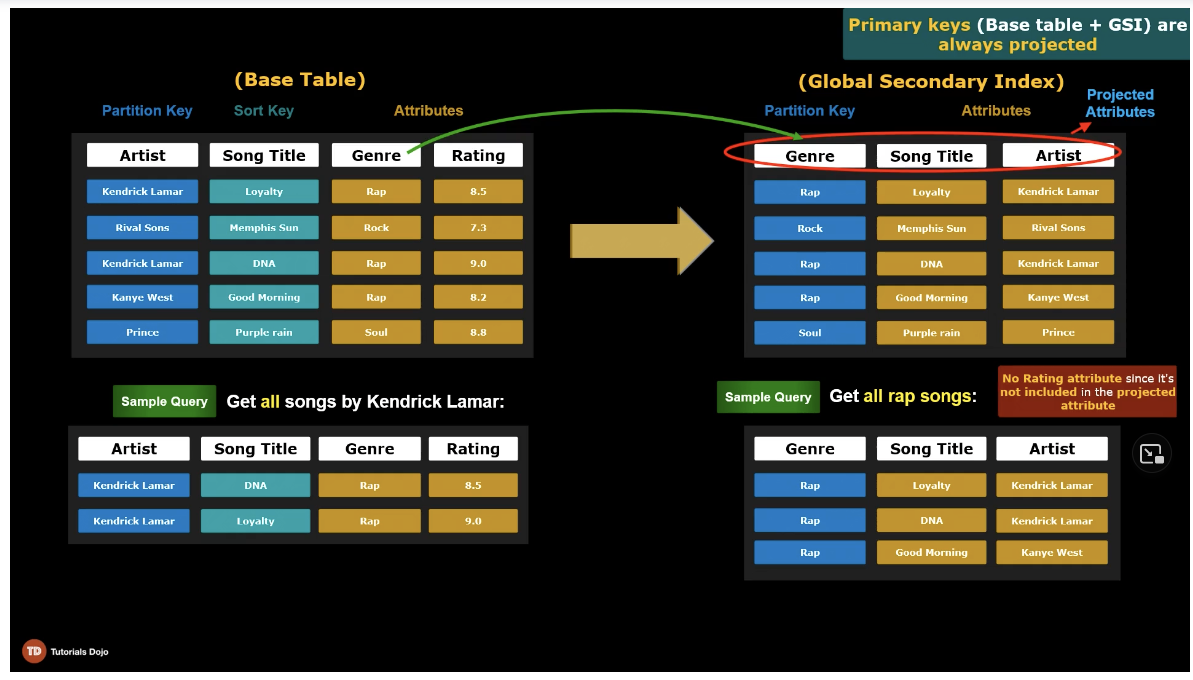 Primary keys (Base table + GSI) are
always projected
(Base Table)
Partition Key Sort Key Attributes
Artist Song Title Genre Rating
Kendrick Lamar Loyalty Rap 8.5
Rival Sons Memphis Sun Rock 7.3
Kendrick Lamar DNA Rap 9.0
Kanye West Good Morning Rap 8.2
Prince Purple rain Soul 8.8
Sample Query Get all songs by Kendrick Lamar:
Artist Song Title Genre Rating
Kendrick Lamar DNA Rap 8.5
Kendrick Lamar Loyalty Rap 9.0
(Global Secondary Index)
Partition Key Attributes
Projected
Attributes
Genre Song Title Artist
Rap Loyalty Kendrick Lamar
Rock Memphis Sun Rival Sons
Rap DNA Kendrick Lamar
Rap Good Morning Kanye West
Soul Purple rain Prince
Sample Query Get all rap songs:
No Rating attribute since it's
not included in the projected
attribute
Genre Song Title Artist
Rap Loyalty Kendrick Lamar
Rap DNA Kendrick Lamar
Rap Good Morning Kanye West
TD Tutorials Dojo